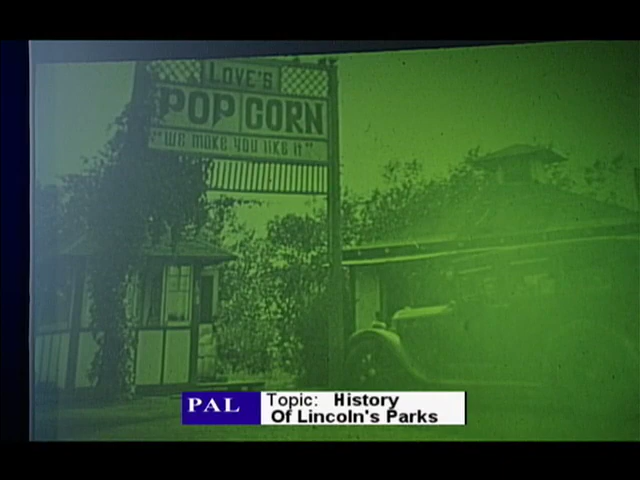 LOVE'S
POP CORN
"WE MAKE YOU LIKE IT"
PAL
Topic: History
Of Lincoln's Parks